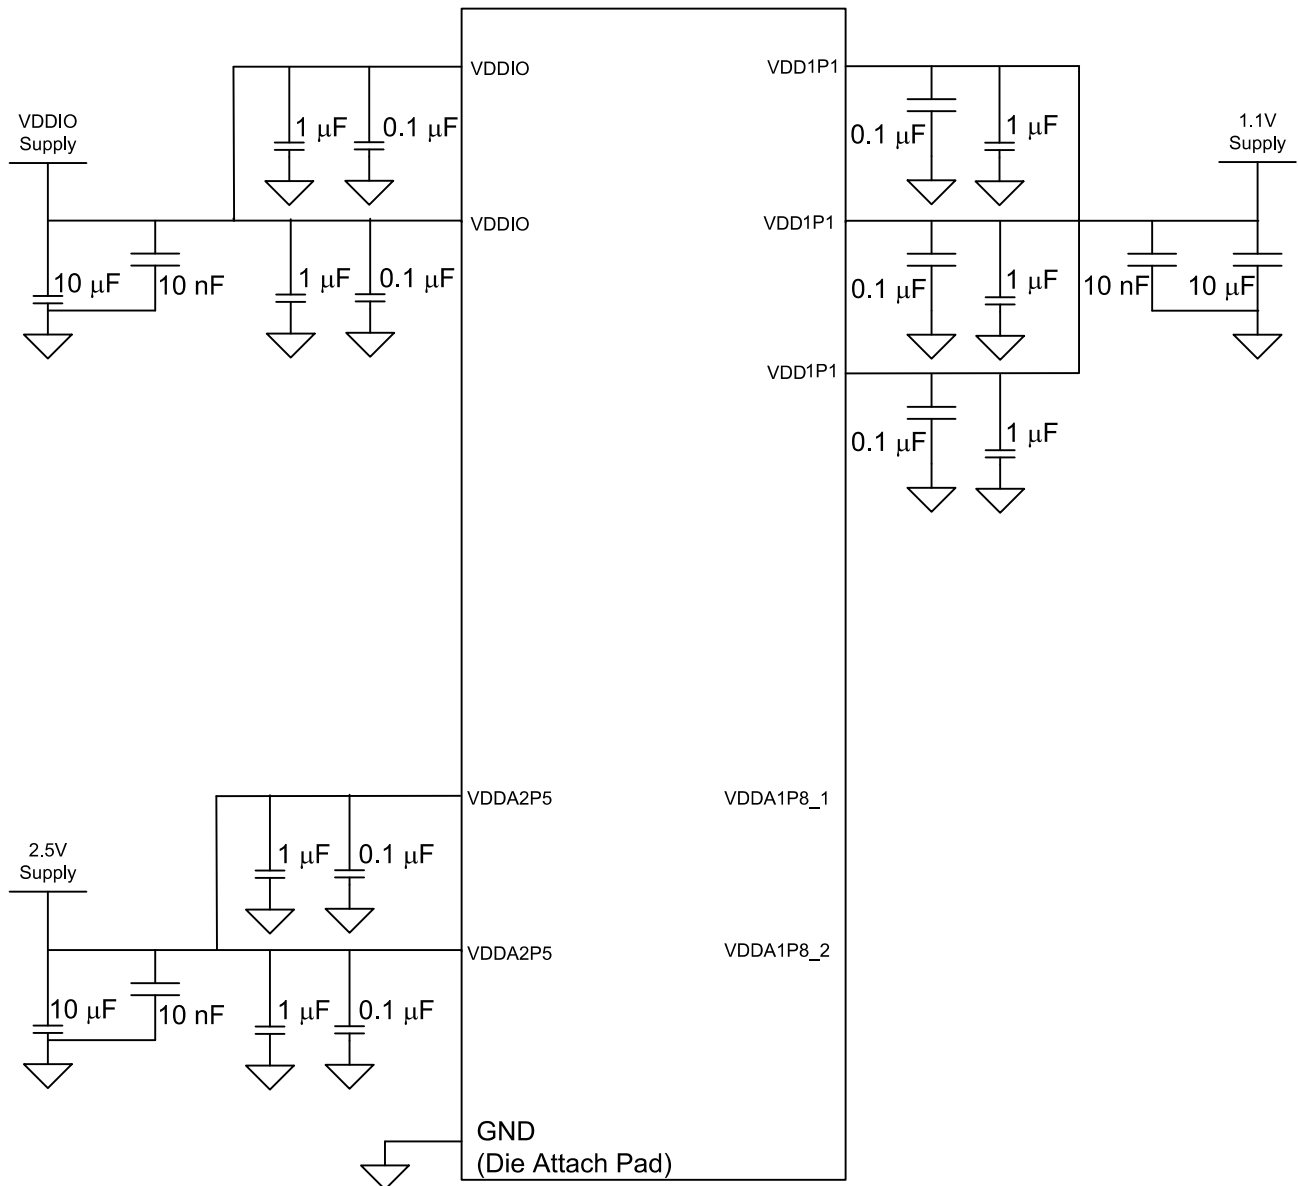 VDDIO
VDD1P1
1 μF
0.1 μF
0.1 μF
1 μF
VDDIO
Supply
1.1V
Supply
VDDIO
VDD1P1
10 μF
10 nF
1 μF
0.1 μF
0.1 μF
1 μF
10 nF
10 μF
VDD1P1
0.1 μF
1 μF
VDDA2P5
VDDA1P8_1
2.5V
Supply
1 μF
0.1 μF
VDDA2P5
VDDA1P8_2
10 μF
10 nF
1 μF
0.1 μF
GND
(Die Attach Pad)